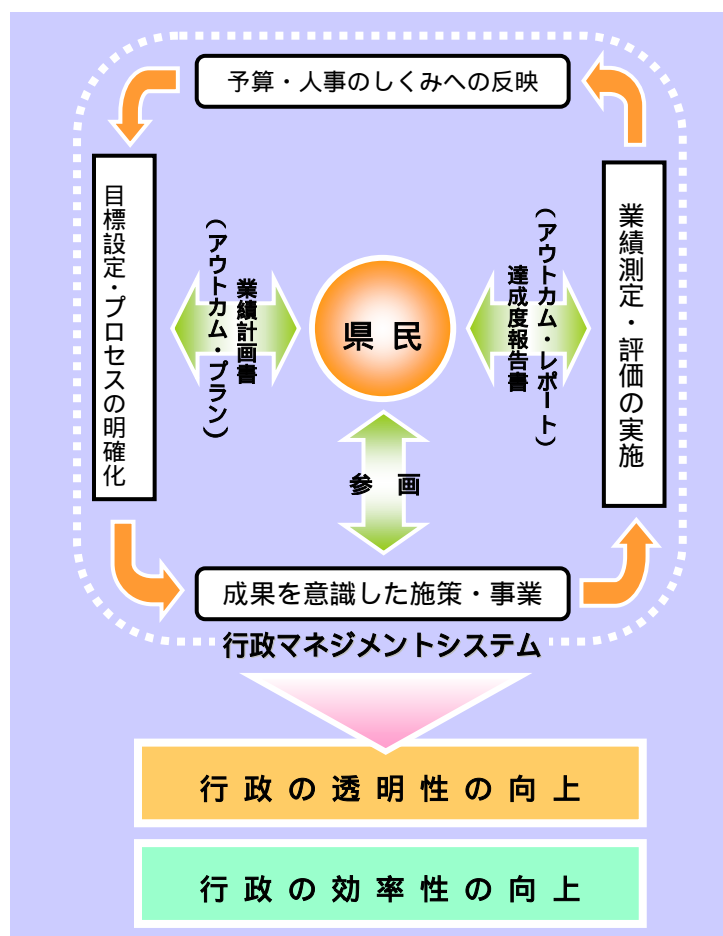 予算・人事のしくみへの反映
目標設定・プロセスの明確化
業績計画書
(アウトカム・プラン)
県民
(アウトカム・レポート)
達成度報告書
業績測定・評価の実施
参画
成果を意識した施策・事業
行政マネジメントシステム
行政の透明性の向上
行政の効率性の向上